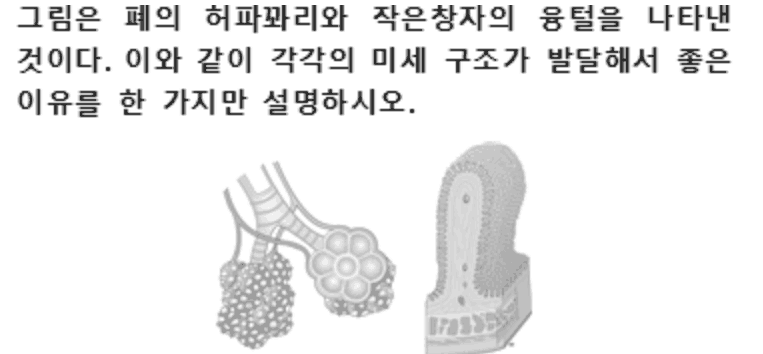 그림은 폐의 허파꽈리와 작은창자의 융털을 나타낸
것이다. 이와 같이 각각의 미세 구조가 발달해서 좋은
이유를 한 가지만 설명하시오.